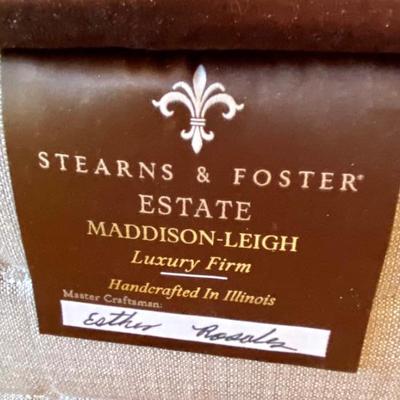 STEARNS & FOSTER®
ESTATE
MADDISON-LEIGH
Luxury Firm
Handcrafted In Illinois
Master Craftsman:
Esther Rosales